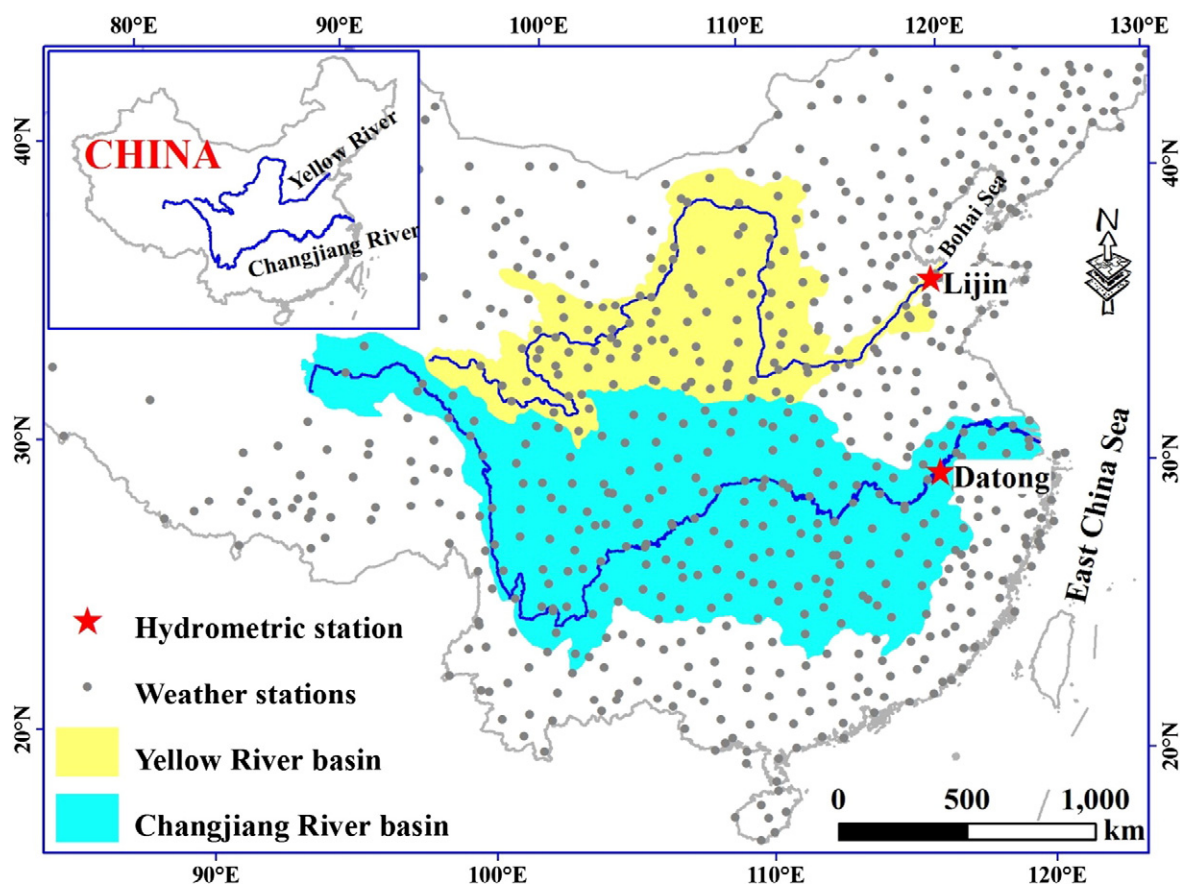 80°E 90°E 100°E 110°E 120°E 130°E
CHINA
Yellow River
Changjiang River
40°N
40°N
Bohai Sea
N
Lijin
30°N
30°N
Datong
East China Sea
Hydrometric station
Weather stations
20°N
20°N
Yellow River basin
Changjiang River basin
0 500 1,000
km
90°E 100°E 110°E 120°E